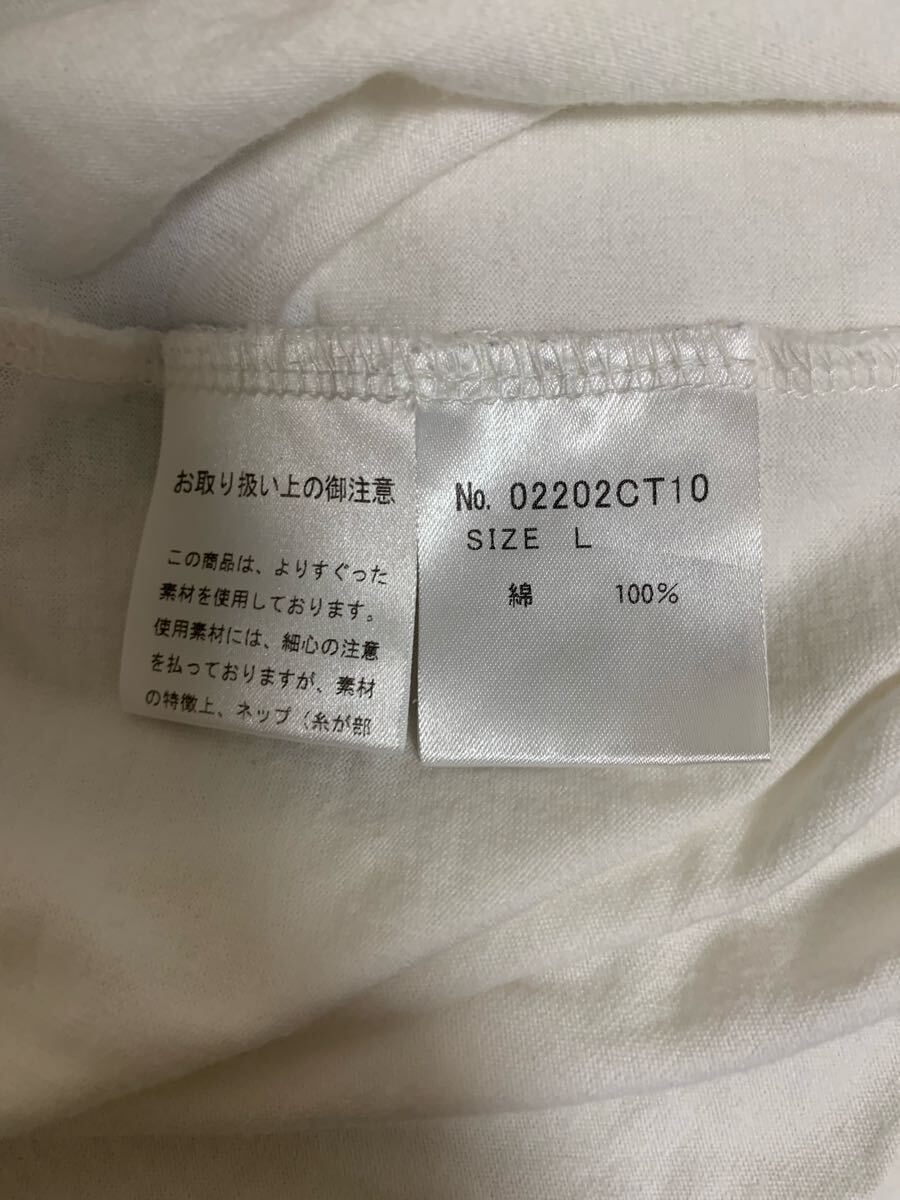 お取り扱い上の御注意
この商品は、よりすぐった
素材を使用しております。
使用素材には、細心の注意
を払っておりますが、素材
の特徴上、ネップ（糸が部
No. 02202CT10
SIZE L
綿 100%